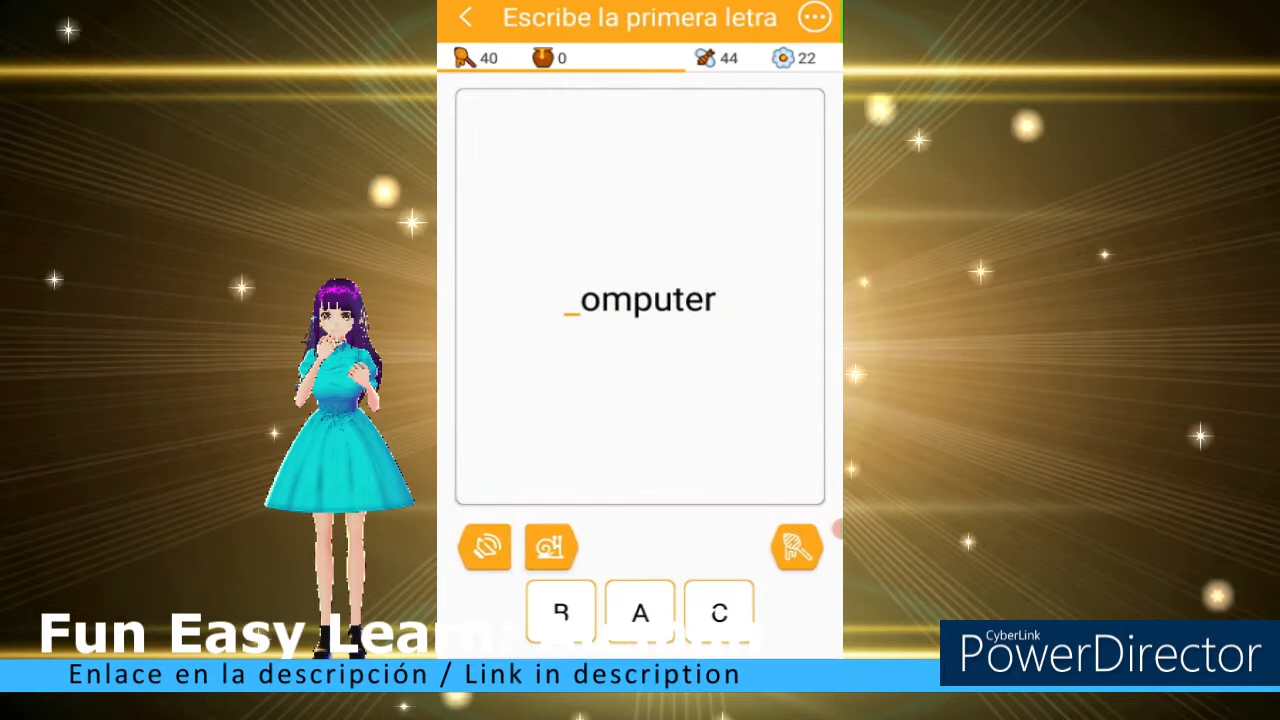 Escribe la primera letra
40 0 44 22
_omputer
B A C
Fun Easy Learn:
Enlace en la descripción / Link in description
CyberLink
PowerDirector